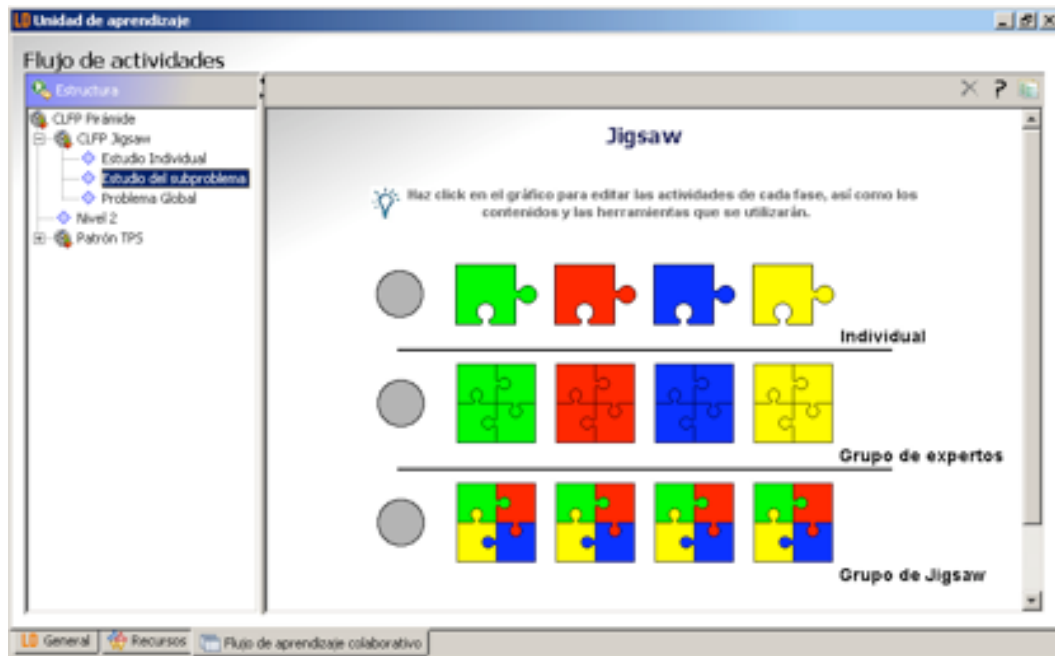 LD Unidad de aprendizaje
Flujo de actividades
Estructura
CLFP Pirámide
CLFP Jigsaw
Estudio Individual
Estudio del subproblema
Problema Global
Nivel 2
Patrón TPS
?
Jigsaw
Haz click en el gráfico para editar las actividades de cada fase, así como los
contenidos y las herramientas que se utilizarán.
Individual
Grupo de expertos
Grupo de Jigsaw
LD General Recursos Flujo de aprendizaje colaborativo